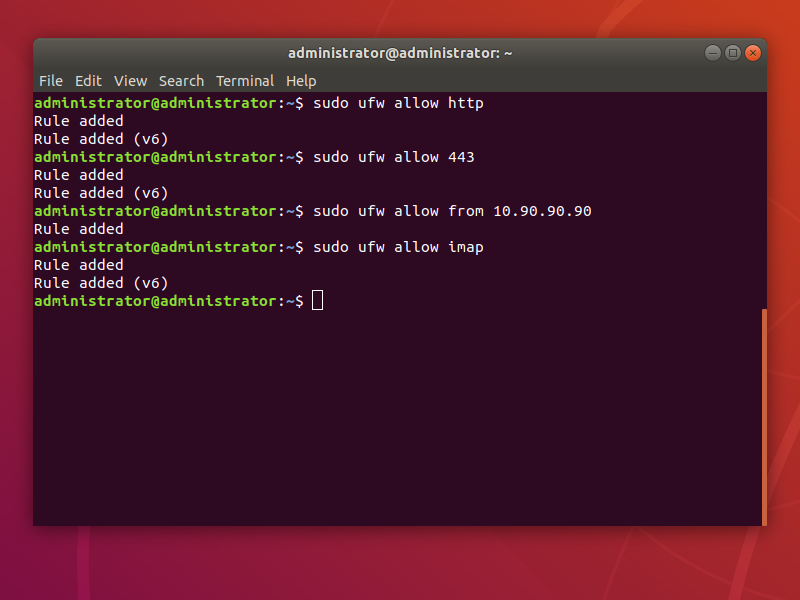 administrator@administrator: ~
File Edit View Search Terminal Help
administrator@administrator:~$ sudo ufw allow http
Rule added
Rule added (v6)
administrator@administrator:~$ sudo ufw allow 443
Rule added
Rule added (v6)
administrator@administrator:~$ sudo ufw allow from 10.90.90.90
Rule added
administrator@administrator:~$ sudo ufw allow imap
Rule added
Rule added (v6)
administrator@administrator:~$